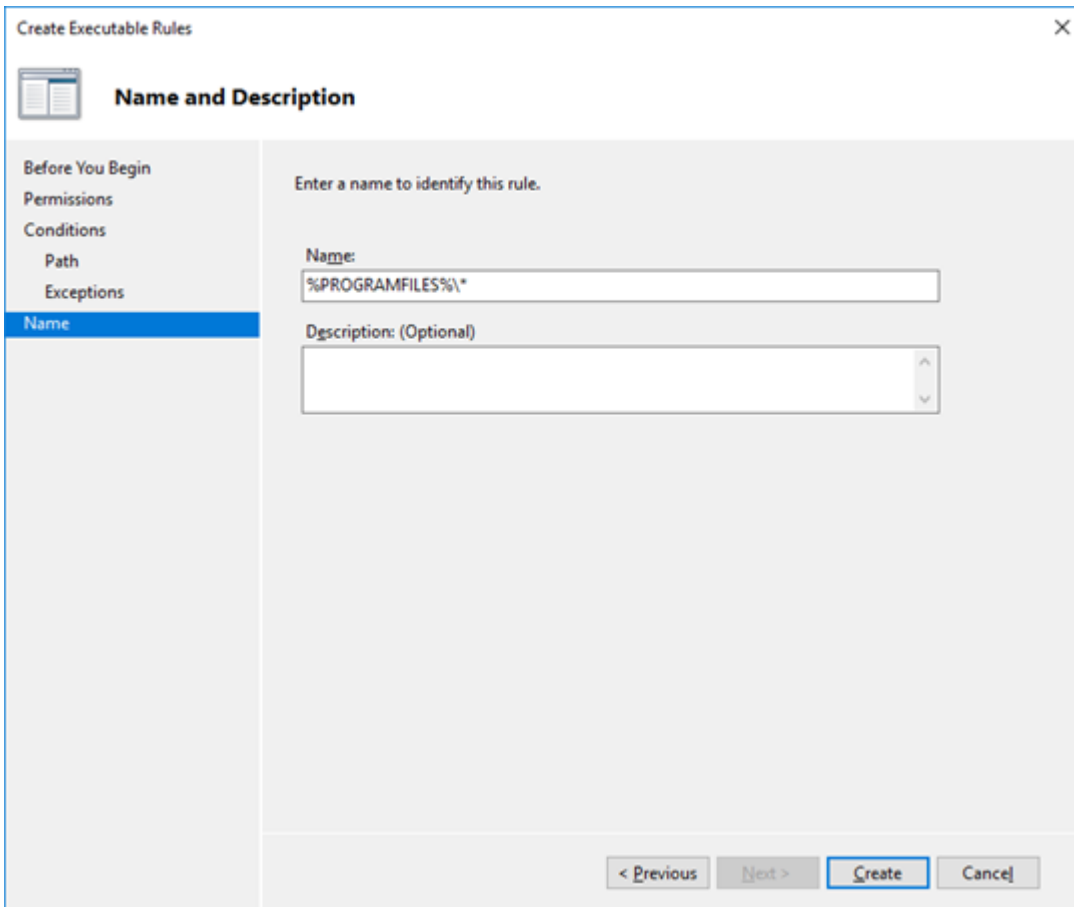 Create Executable Rules
Name and Description
Before You Begin
Permissions
Conditions
Path
Exceptions
Name
Enter a name to identify this rule.
Name:
%PROGRAMFILES%\*
Description: (Optional)
< Previous
Next >
Create
Cancel